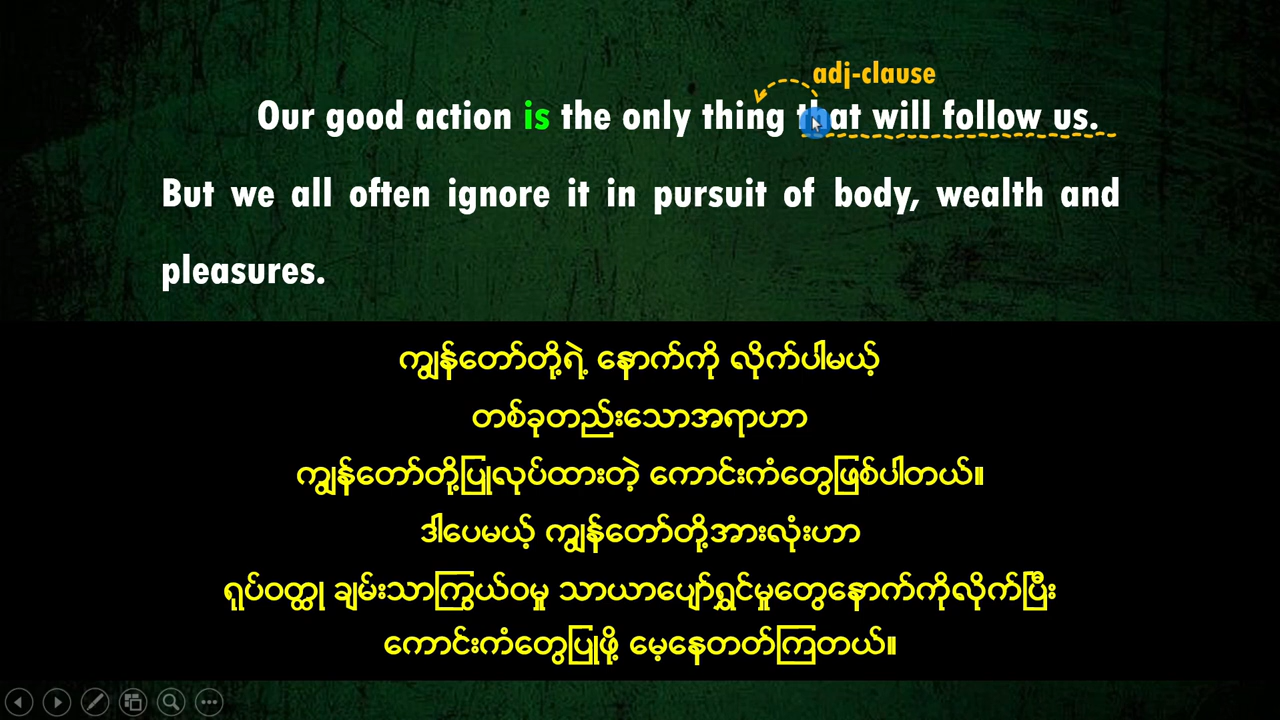 adj-clause
Our good action is the only thing that will follow us.
But we all often ignore it in pursuit of body, wealth and
pleasures.
ကျွန်တော်တို့ရဲ့ နောက်ကို လိုက်ပါမယ့်
တစ်ခုတည်းသောအရာဟာ
ကျွန်တော်တို့ပြုလုပ်ထားတဲ့ ကောင်းကံတွေဖြစ်ပါတယ်။
ဒါပေမယ့် ကျွန်တော်တို့အားလုံးဟာ
ရုပ်ဝတ္ထု ချမ်းသာကြွယ်ဝမှု သာယာပျော်ရွှင်မှုတွေနောက်ကိုလိုက်ပြီး
ကောင်းကံတွေပြုဖို့ မေ့နေတတ်ကြတယ်။